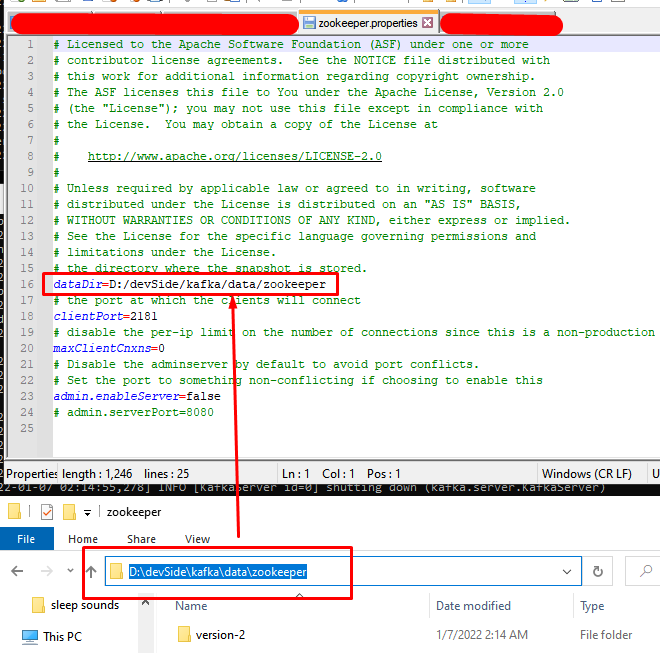 zookeeper.properties
1 # Licensed to the Apache Software Foundation (ASF) under one or more
2 # contributor license agreements.  See the NOTICE file distributed with
3 # this work for additional information regarding copyright ownership.
4 # The ASF licenses this file to You under the Apache License, Version 2.0
5 # (the "License"); you may not use this file except in compliance with
6 # the License.  You may obtain a copy of the License at
7 #
8 #    http://www.apache.org/licenses/LICENSE-2.0
9 #
10 # Unless required by applicable law or agreed to in writing, software
11 # distributed under the License is distributed on an "AS IS" BASIS,
12 # WITHOUT WARRANTIES OR CONDITIONS OF ANY KIND, either express or implied.
13 # See the License for the specific language governing permissions and
14 # limitations under the License.
15 # the directory where the snapshot is stored.
16 dataDir=D:/devSide/kafka/data/zookeeper
17 # the port at which the clients will connect
18 clientPort=2181
19 # disable the per-ip limit on the number of connections since this is a non-production
20 maxClientCnxns=0
21 # Disable the adminserver by default to avoid port conflicts.
22 # Set the port to something non-conflicting if choosing to enable this
23 admin.enableServer=false
24 # admin.serverPort=8080
25
Properties length : 1,246 lines : 25 Ln : 1 Col : 1 Pos : 1 Windows (CR LF) U
22-01-07 02:14:55,278] INFO [KafkaServer id=0] shutting down (kafka.server.KafkaServer)
zookeeper
File Home Share View
D:\devSide\kafka\data\zookeeper
sleep sounds Name Date modified Type
This PC version-2 1/7/2022 2:14 AM File folder